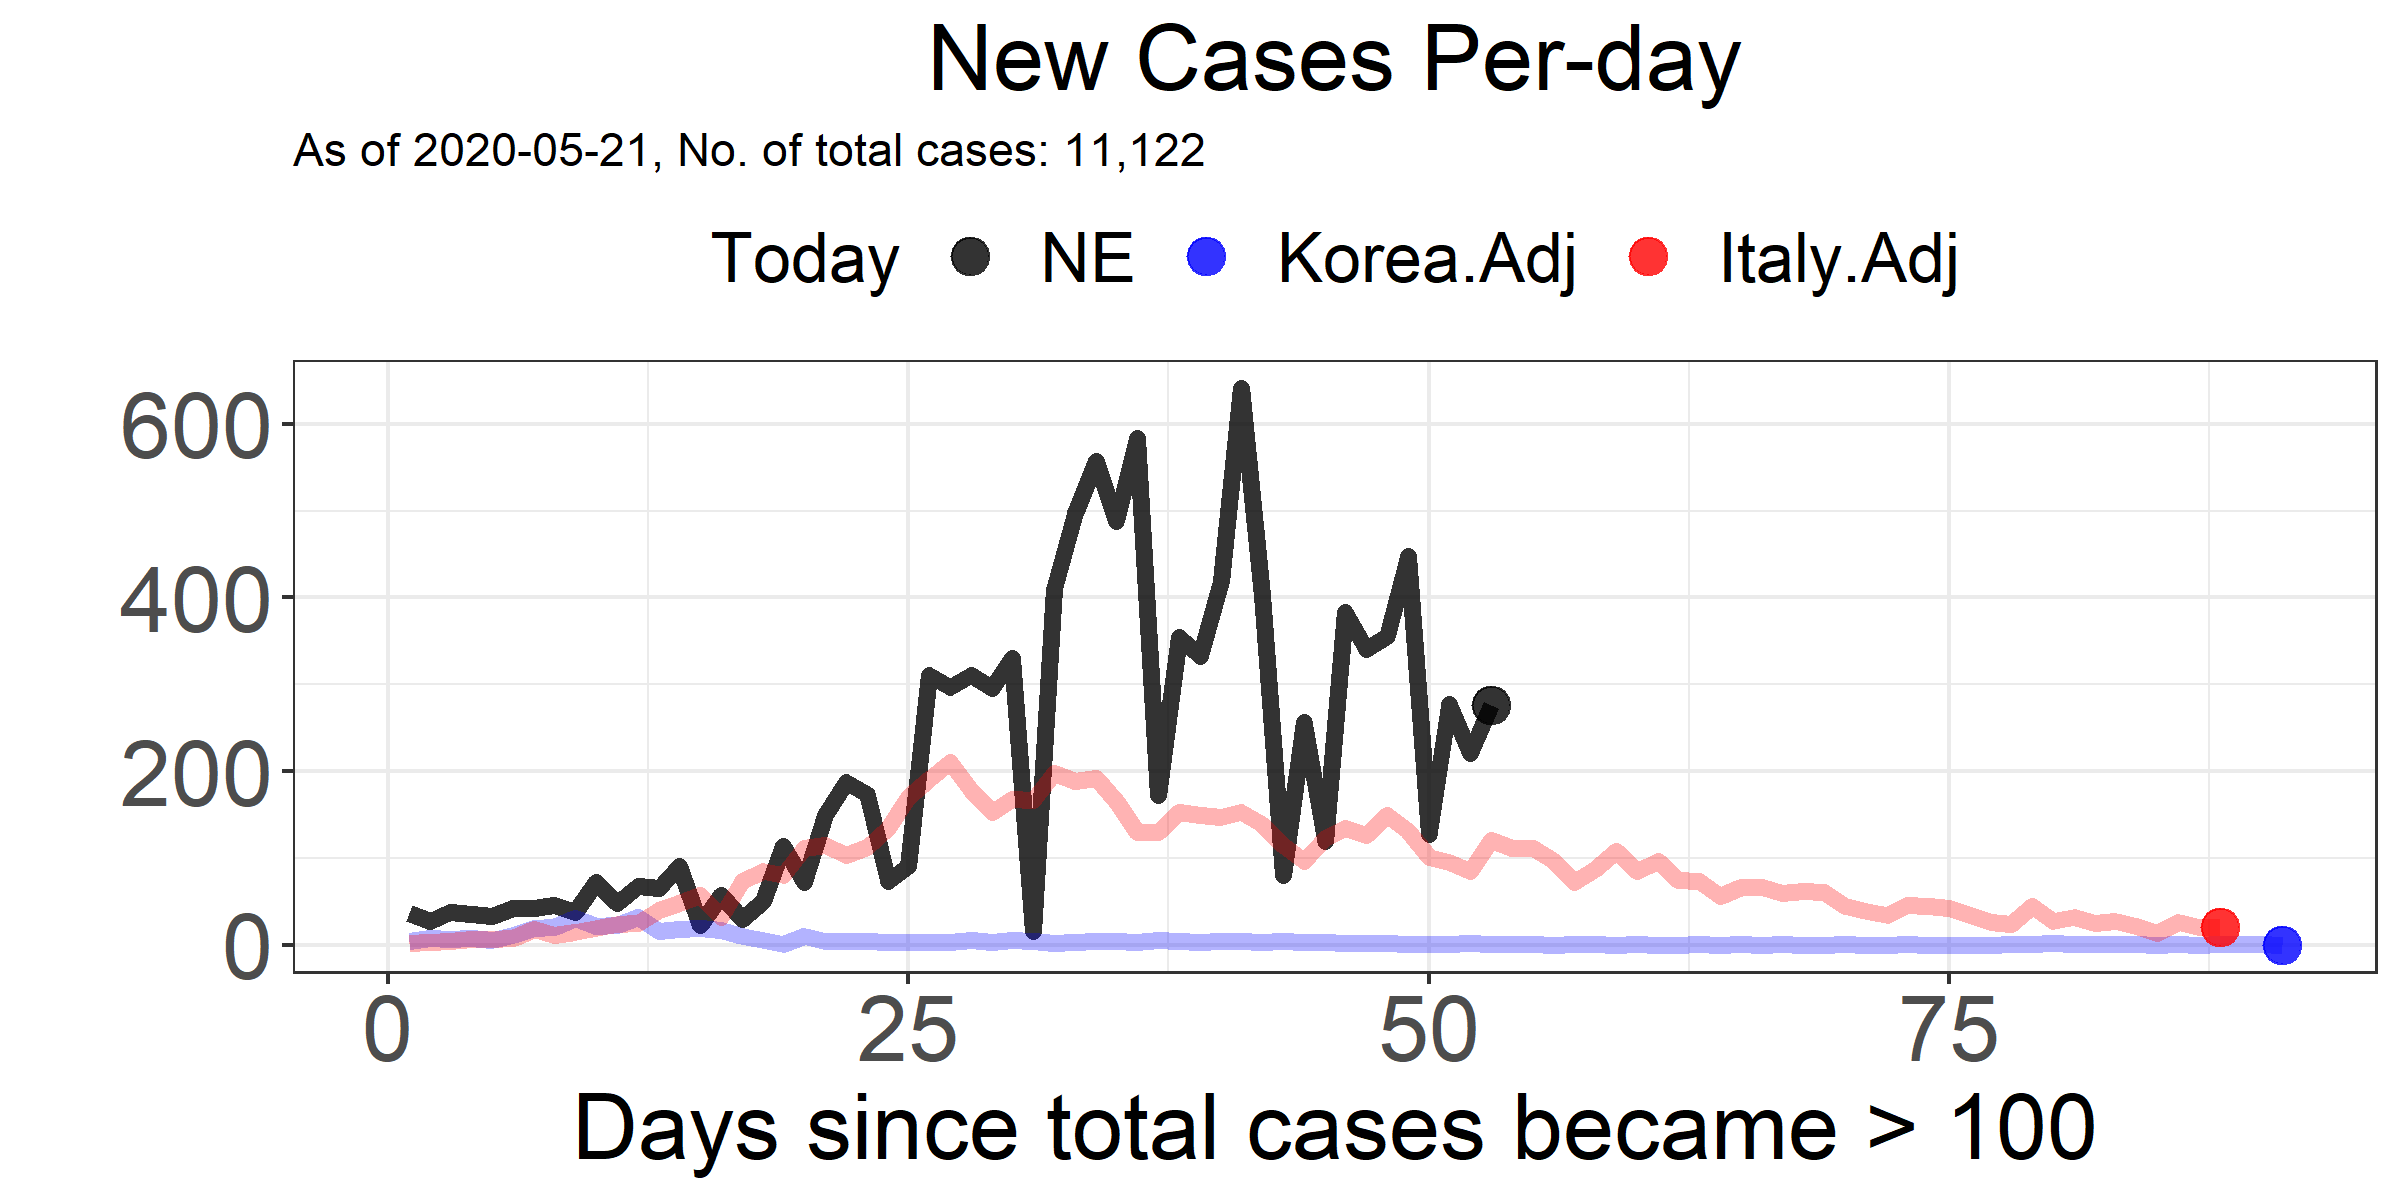 New Cases Per-day
As of 2020-05-21, No. of total cases: 11,122
Today NE Korea.Adj Italy.Adj
600
400
200
0
0 25 50 75
Days since total cases became > 100